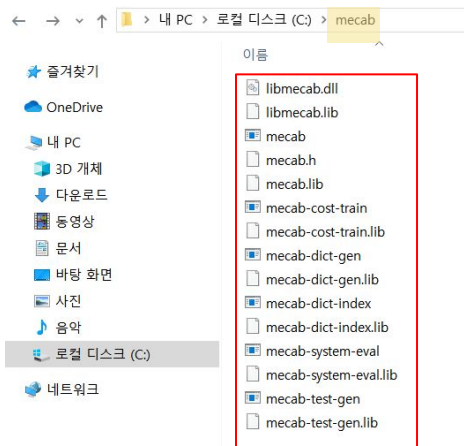 내 PC > 로컬 디스크 (C:) > mecab
이름
즐겨찾기
OneDrive
내 PC
3D 개체
다운로드
동영상
문서
바탕 화면
사진
음악
로컬 디스크 (C:)
네트워크
libmecab.dll
libmecab.lib
mecab
mecab.h
mecab.lib
mecab-cost-train
mecab-cost-train.lib
mecab-dict-gen
mecab-dict-gen.lib
mecab-dict-index
mecab-dict-index.lib
mecab-system-eval
mecab-system-eval.lib
mecab-test-gen
mecab-test-gen.lib